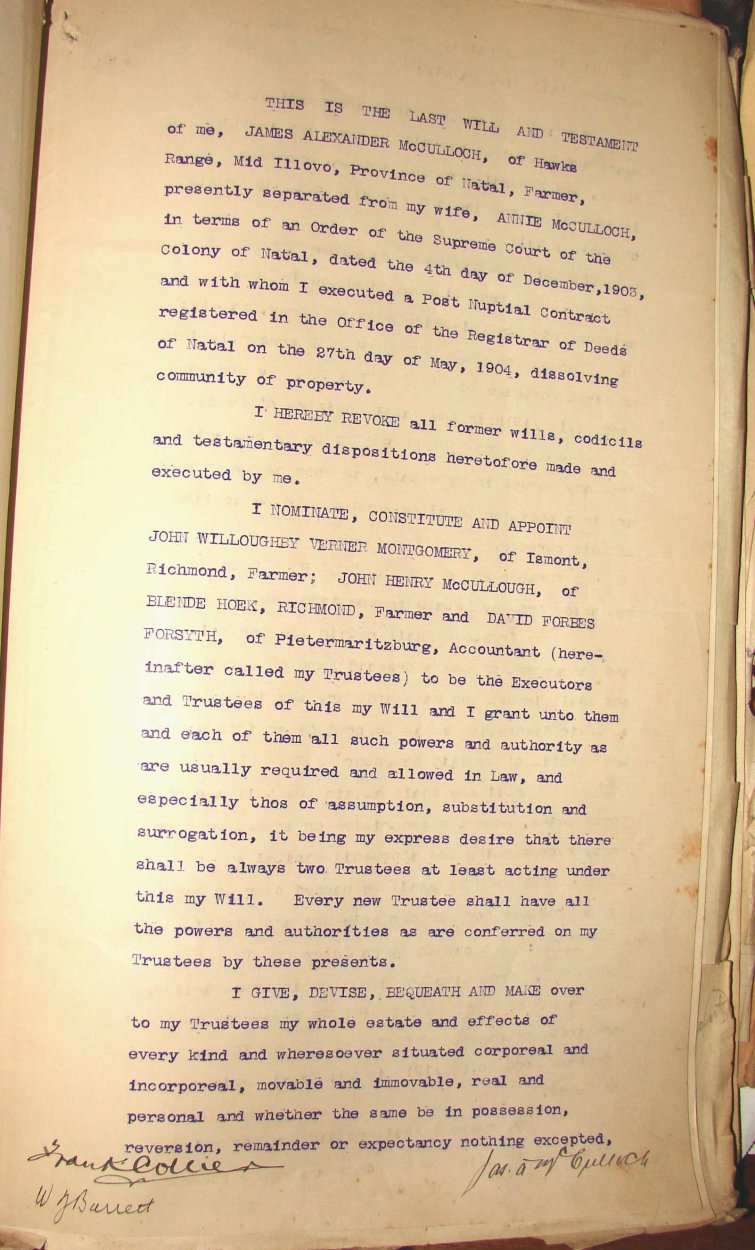 THIS IS THE LAST WILL AND TESTAMENT
of me, JAMES ALEXANDER McCULLOCH, of Hawks
Range, Mid Illovo, Province of Natal, Farmer,
presently separated from my wife, ANNIE McCULLOCH,
in terms of an Order of the Supreme Court of the
Colony of Natal, dated the 4th day of December, 1903,
and with whom I executed a Post Nuptial Contract
registered in the Office of the Registrar of Deeds
of Natal on the 27th day of May, 1904, dissolving
community of property.
I HEREBY REVOKE all former wills, codicils
and testamentary dispositions heretofore made and
executed by me.
I NOMINATE, CONSTITUTE AND APPOINT
JOHN WILLOUGHBY VERNER MONTGOMERY, of Ismont,
Richmond, Farmer; JOHN HENRY McCULLOUGH, of
BLENDE HOEK, RICHMOND, Farmer and DAVID FORBES
FORSYTH, of Pietermaritzburg, Accountant (here-
inafter called my Trustees) to be the Executors
and Trustees of this my Will and I grant unto them
and each of them all such powers and authority as
are usually required and allowed in Law, and
especially thos of assumption, substitution and
surrogation, it being my express desire that there
shall be always two Trustees at least acting under
this my Will. Every new Trustee shall have all
the powers and authorities as are conferred on my
Trustees by these presents.
I GIVE, DEVISE, BEQUEATH AND MAKE over
to my Trustees my whole estate and effects of
every kind and wheresoever situated corporeal and
incorporeal, movable and immovable, real and
personal and whether the same be in possession,
reversion, remainder or expectancy nothing excepted,
Frank Collier
Jas. A McCulloch
W J Barrett